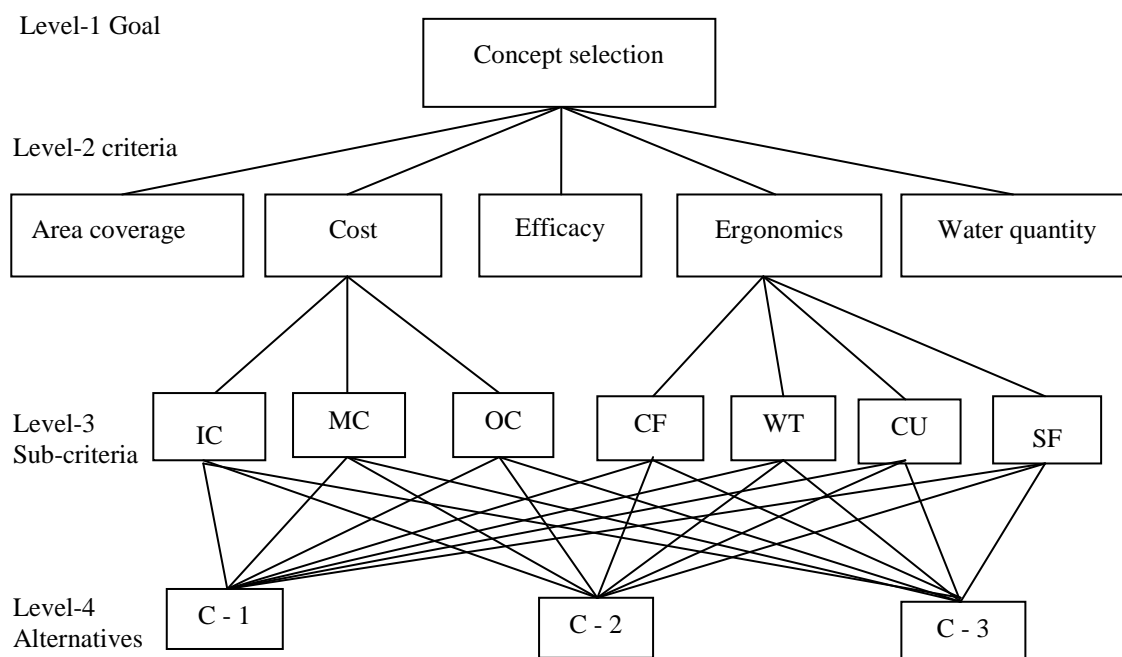 Level-1 Goal
Concept selection
Level-2 criteria
Area coverage
Cost
Efficacy
Ergonomics
Water quantity
Level-3
Sub-criteria
IC
MC
OC
CF
WT
CU
SF
Level-4
Alternatives
C - 1
C - 2
C - 3